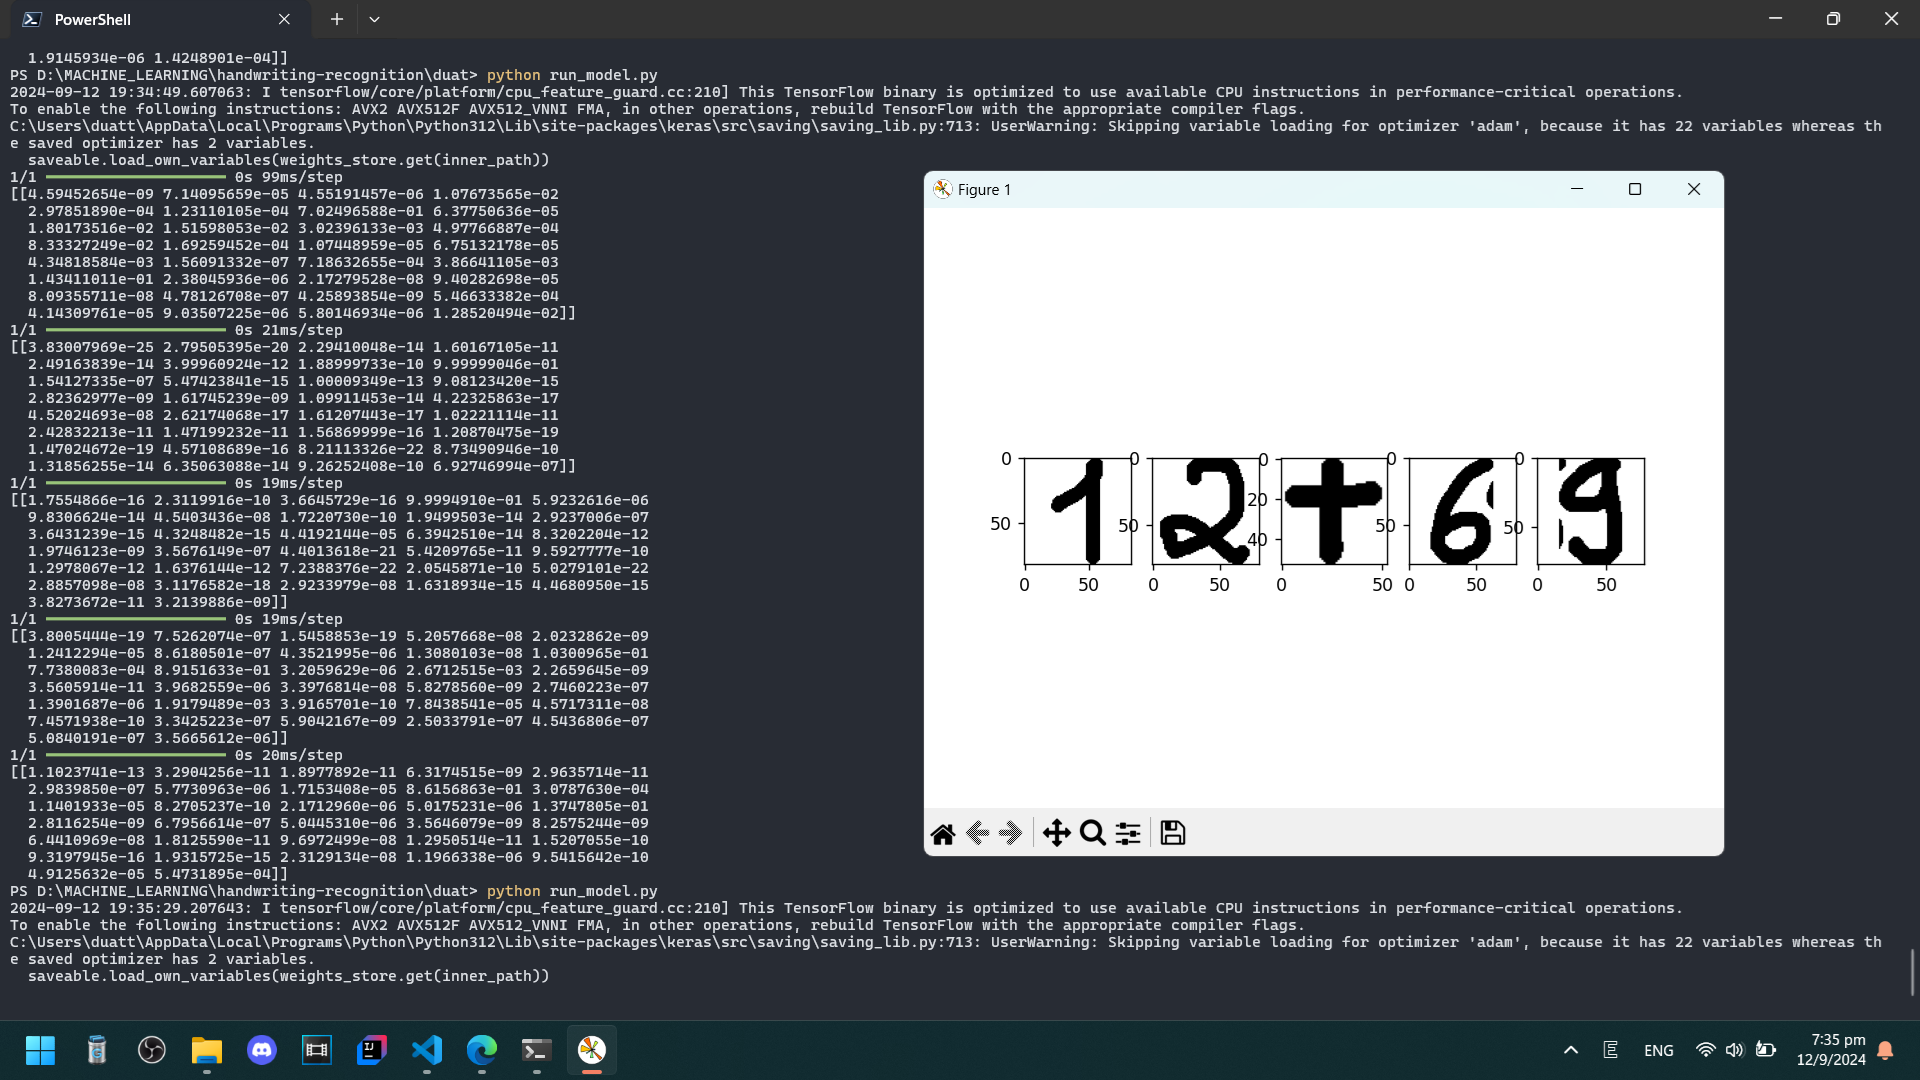 PowerShell
1.9145934e-06 1.4248901e-04]]
PS D:\MACHINE_LEARNING\handwriting-recognition\duat> python run_model.py
2024-09-12 19:34:49.607063: I tensorflow/core/platform/cpu_feature_guard.cc:210] This TensorFlow binary is optimized to use available CPU instructions in performance-critical operations.
To enable the following instructions: AVX2 AVX512F AVX512_VNNI FMA, in other operations, rebuild TensorFlow with the appropriate compiler flags.
C:\Users\duatt\AppData\Local\Programs\Python\Python312\Lib\site-packages\keras\src\saving\saving_lib.py:713: UserWarning: Skipping variable loading for optimizer 'adam', because it has 22 variables whereas th
e saved optimizer has 2 variables.
saveable.load_own_variables(weights_store.get(inner_path))
1/1 0s 99ms/step
[[4.59452654e-09 7.14095659e-05 4.55191457e-06 1.07673565e-02
2.97851890e-04 1.23110105e-04 7.02496588e-01 6.37750636e-05
1.80173516e-02 1.51598053e-02 3.02396133e-03 4.97766887e-04
8.33327249e-02 1.69259452e-04 1.07448959e-05 6.75132178e-05
4.34818584e-03 1.56091332e-07 7.18632655e-04 3.86641105e-03
1.43411011e-01 2.38045936e-06 2.17279528e-08 9.40282698e-05
8.09355711e-08 4.78126708e-07 4.25893854e-09 5.46633382e-04
4.14309761e-05 9.03507225e-06 5.80146934e-06 1.28520494e-02]]
1/1 0s 21ms/step
[[3.83007969e-25 2.79505395e-20 2.29410048e-14 1.60167105e-11
2.49163839e-14 3.99960924e-12 1.88999733e-10 9.99999046e-01
1.54127335e-07 5.47423841e-15 1.00009349e-13 9.08123420e-15
2.82362977e-09 1.61745239e-09 1.09911453e-14 4.22325863e-17
4.52024693e-08 2.62174068e-17 1.61207443e-17 1.02221114e-11
2.42832213e-11 1.47199232e-11 1.56869999e-16 1.20870475e-19
1.47024672e-19 4.57108689e-16 8.21113326e-22 8.73490946e-10
1.31856255e-14 6.35063088e-14 9.26252408e-10 6.92746994e-07]]
1/1 0s 19ms/step
[[1.7554866e-16 2.3119916e-10 3.6645729e-16 9.9994910e-01 5.9232616e-06
9.8306624e-14 4.5403436e-08 1.7220730e-10 1.9499503e-14 2.9237006e-07
3.6431239e-15 4.3248482e-15 4.4192144e-05 6.3942510e-14 8.3202204e-12
1.9746123e-09 3.5676149e-07 4.4013618e-21 5.4209765e-11 9.5927777e-10
1.2978067e-12 1.6376144e-12 7.2388376e-22 2.0545871e-10 5.0279101e-22
2.8857098e-08 3.1176582e-18 2.9233979e-08 1.6318934e-15 4.4680950e-15
3.8273672e-11 3.2139886e-09]]
1/1 0s 19ms/step
[[3.8005444e-19 7.5262074e-07 1.5458853e-19 5.2057668e-08 2.0232862e-09
1.2412294e-05 8.6180501e-07 4.3521995e-06 1.3080103e-08 1.0300965e-01
7.7380083e-04 8.9151633e-01 3.2059629e-06 2.6712515e-03 2.2659645e-09
3.5605914e-11 3.9682559e-06 3.3976814e-08 5.8278560e-09 2.7460223e-07
1.3901687e-06 1.9179489e-03 3.9165701e-10 7.8438541e-05 4.5717311e-08
7.4571938e-10 3.3425223e-07 5.9042167e-09 2.5033791e-07 4.5436806e-07
5.0840191e-07 3.5665612e-06]]
1/1 0s 20ms/step
[[1.1023741e-13 3.2904256e-11 1.8977892e-11 6.3174515e-09 2.9635714e-11
2.9839850e-07 5.7730963e-06 1.7153408e-05 8.6156863e-01 3.0787630e-04
1.1401933e-05 8.2705237e-10 2.1712960e-06 5.0175231e-06 1.3747805e-01
2.8116254e-09 6.7956614e-07 5.0445310e-06 3.5646079e-09 8.2575244e-09
6.4410969e-08 1.8125590e-11 9.6972499e-08 1.2950514e-11 1.5207055e-10
9.3197945e-16 1.9315725e-15 2.3129134e-08 1.1966338e-06 9.5415642e-10
4.9125632e-05 5.4731895e-04]]
PS D:\MACHINE_LEARNING\handwriting-recognition\duat> python run_model.py
2024-09-12 19:35:29.207643: I tensorflow/core/platform/cpu_feature_guard.cc:210] This TensorFlow binary is optimized to use available CPU instructions in performance-critical operations.
To enable the following instructions: AVX2 AVX512F AVX512_VNNI FMA, in other operations, rebuild TensorFlow with the appropriate compiler flags.
C:\Users\duatt\AppData\Local\Programs\Python\Python312\Lib\site-packages\keras\src\saving\saving_lib.py:713: UserWarning: Skipping variable loading for optimizer 'adam', because it has 22 variables whereas th
e saved optimizer has 2 variables.
saveable.load_own_variables(weights_store.get(inner_path))
Figure 1
0 0 0 0 0
1 2 + 6 9
20
50 50 50 50
40
0 50 0 50 0 50 0 50 0 50
ENG
7:35 pm
12/9/2024